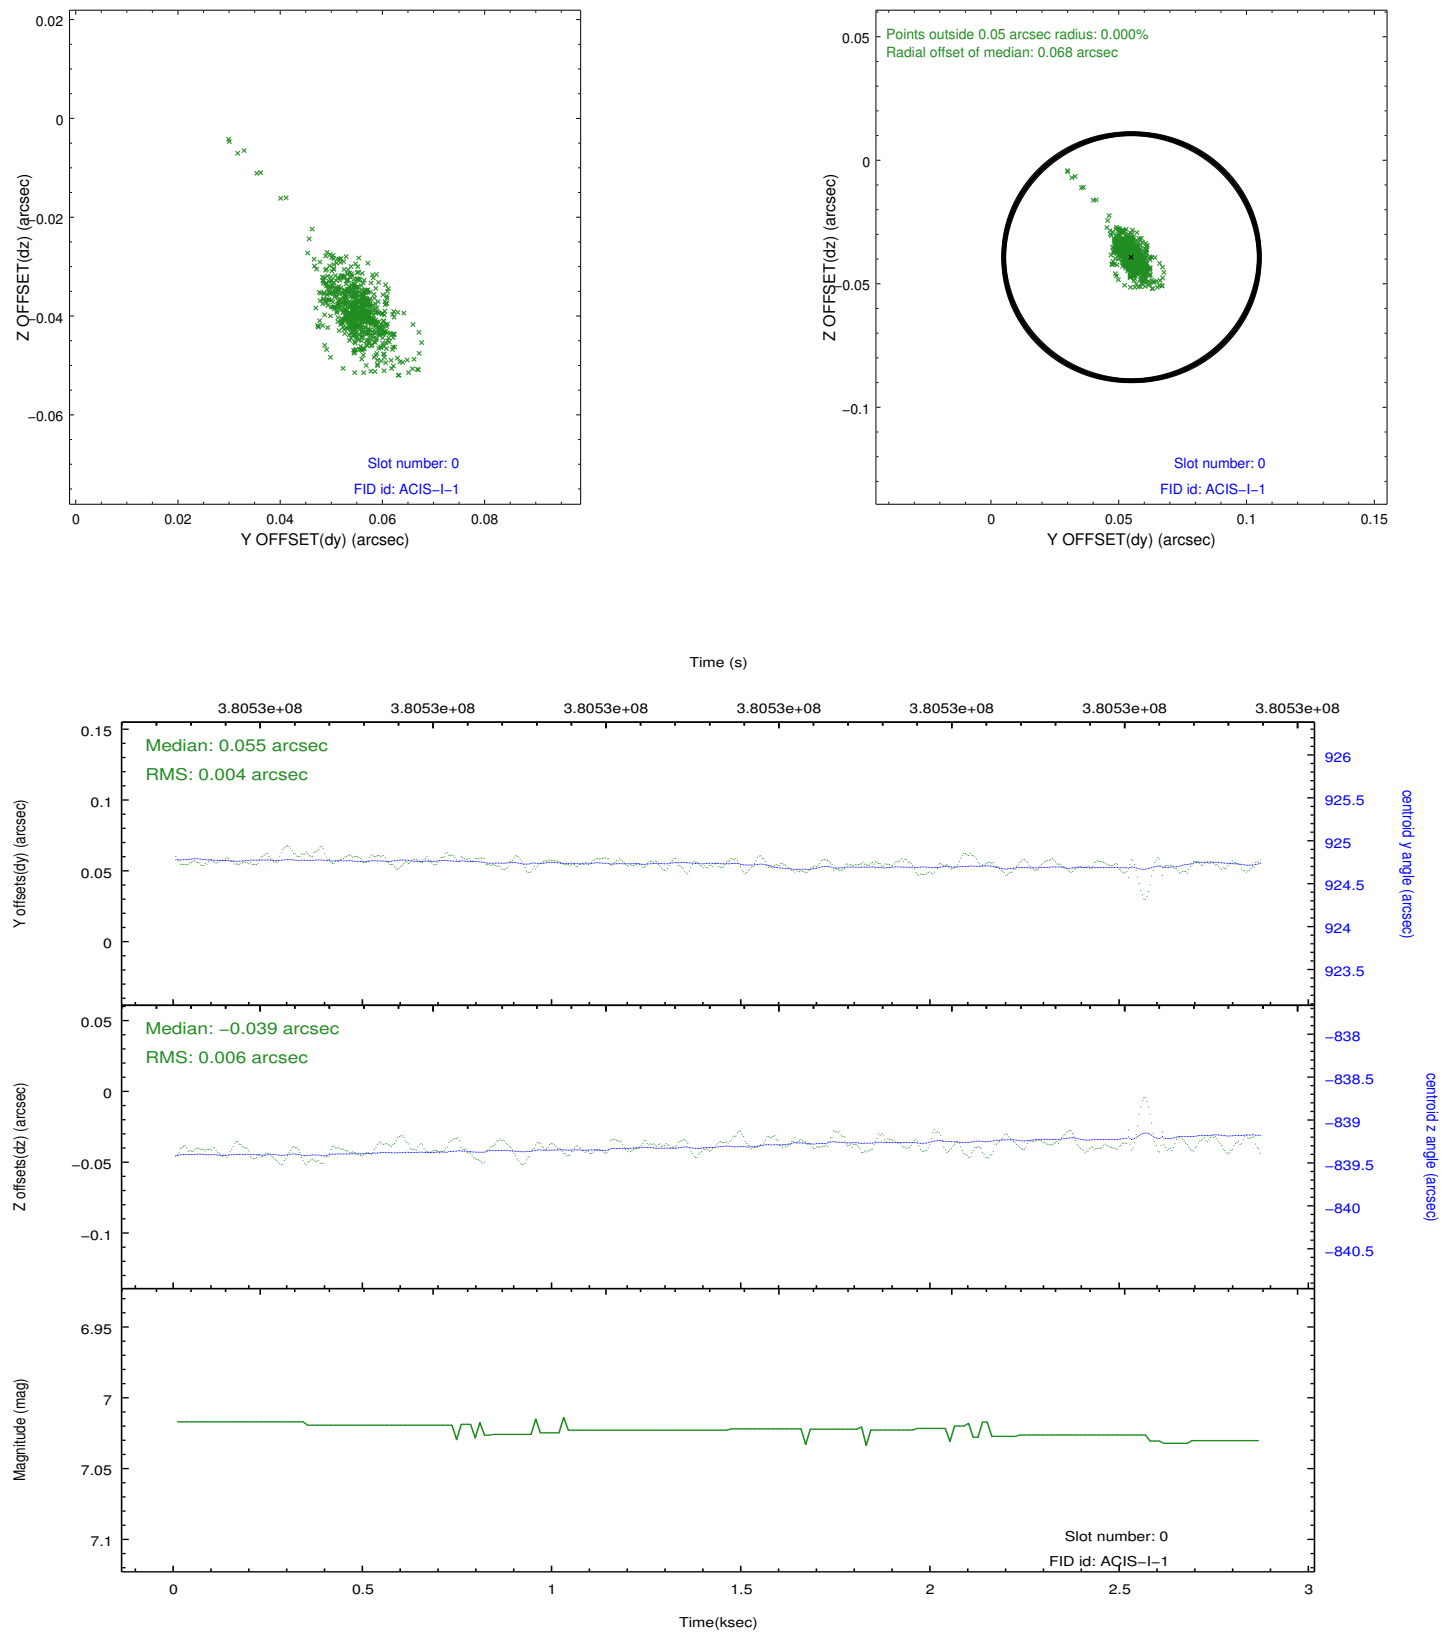 0.02
0
−0.02
−0.04
−0.06
Z OFFSET(dz) (arcsec)
Slot number: 0
FID id: ACIS−I−1
0
0.02
0.04
0.06
0.08
Y OFFSET(dy) (arcsec)
Points outside 0.05 arcsec radius: 0.000%
Radial offset of median: 0.068 arcsec
0.05
0
−0.05
−0.1
Z OFFSET(dz) (arcsec)
Slot number: 0
FID id: ACIS−I−1
0
0.05
0.1
0.15
Y OFFSET(dy) (arcsec)
Time (s)
3.8053e+08
3.8053e+08
3.8053e+08
3.8053e+08
3.8053e+08
3.8053e+08
3.8053e+08
Median: 0.055 arcsec
RMS: 0.004 arcsec
0.15
0.1
0.05
0
Y offsets(dy) (arcsec)
926
925.5
925
924.5
924
923.5
centroid y angle (arcsec)
Median: −0.039 arcsec
RMS: 0.006 arcsec
0.05
0
−0.05
−0.1
Z offsets(dz) (arcsec)
−838
−838.5
−839
−839.5
−840
−840.5
centroid z angle (arcsec)
6.95
7
7.05
7.1
Magnitude (mag)
Slot number: 0
FID id: ACIS−I−1
0
0.5
1
1.5
2
2.5
3
Time(ksec)